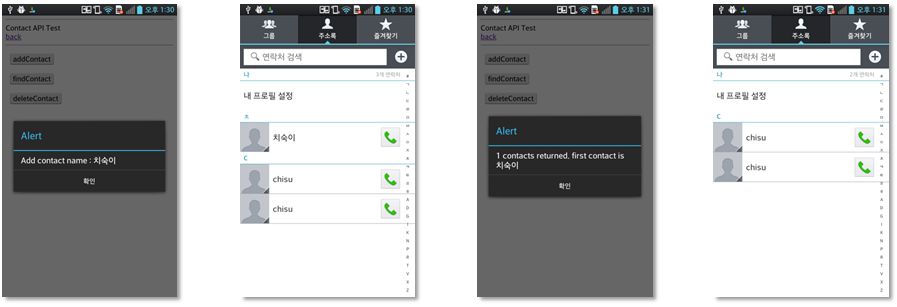 오후 1:30
Contact API Test
back
addContact
findContact
deleteContact
Alert
Add contact name : 치숙이
확인
오후 1:30
그룹
주소록
즐겨찾기
연락처 검색
나
3개 연락처
내 프로필 설정
ㅊ
치숙이
C
chisu
chisu
오후 1:31
Contact API Test
back
addContact
findContact
deleteContact
Alert
1 contacts returned, first contact is
치숙이
확인
오후 1:31
그룹
주소록
즐겨찾기
연락처 검색
나
2개 연락처
내 프로필 설정
C
chisu
chisu